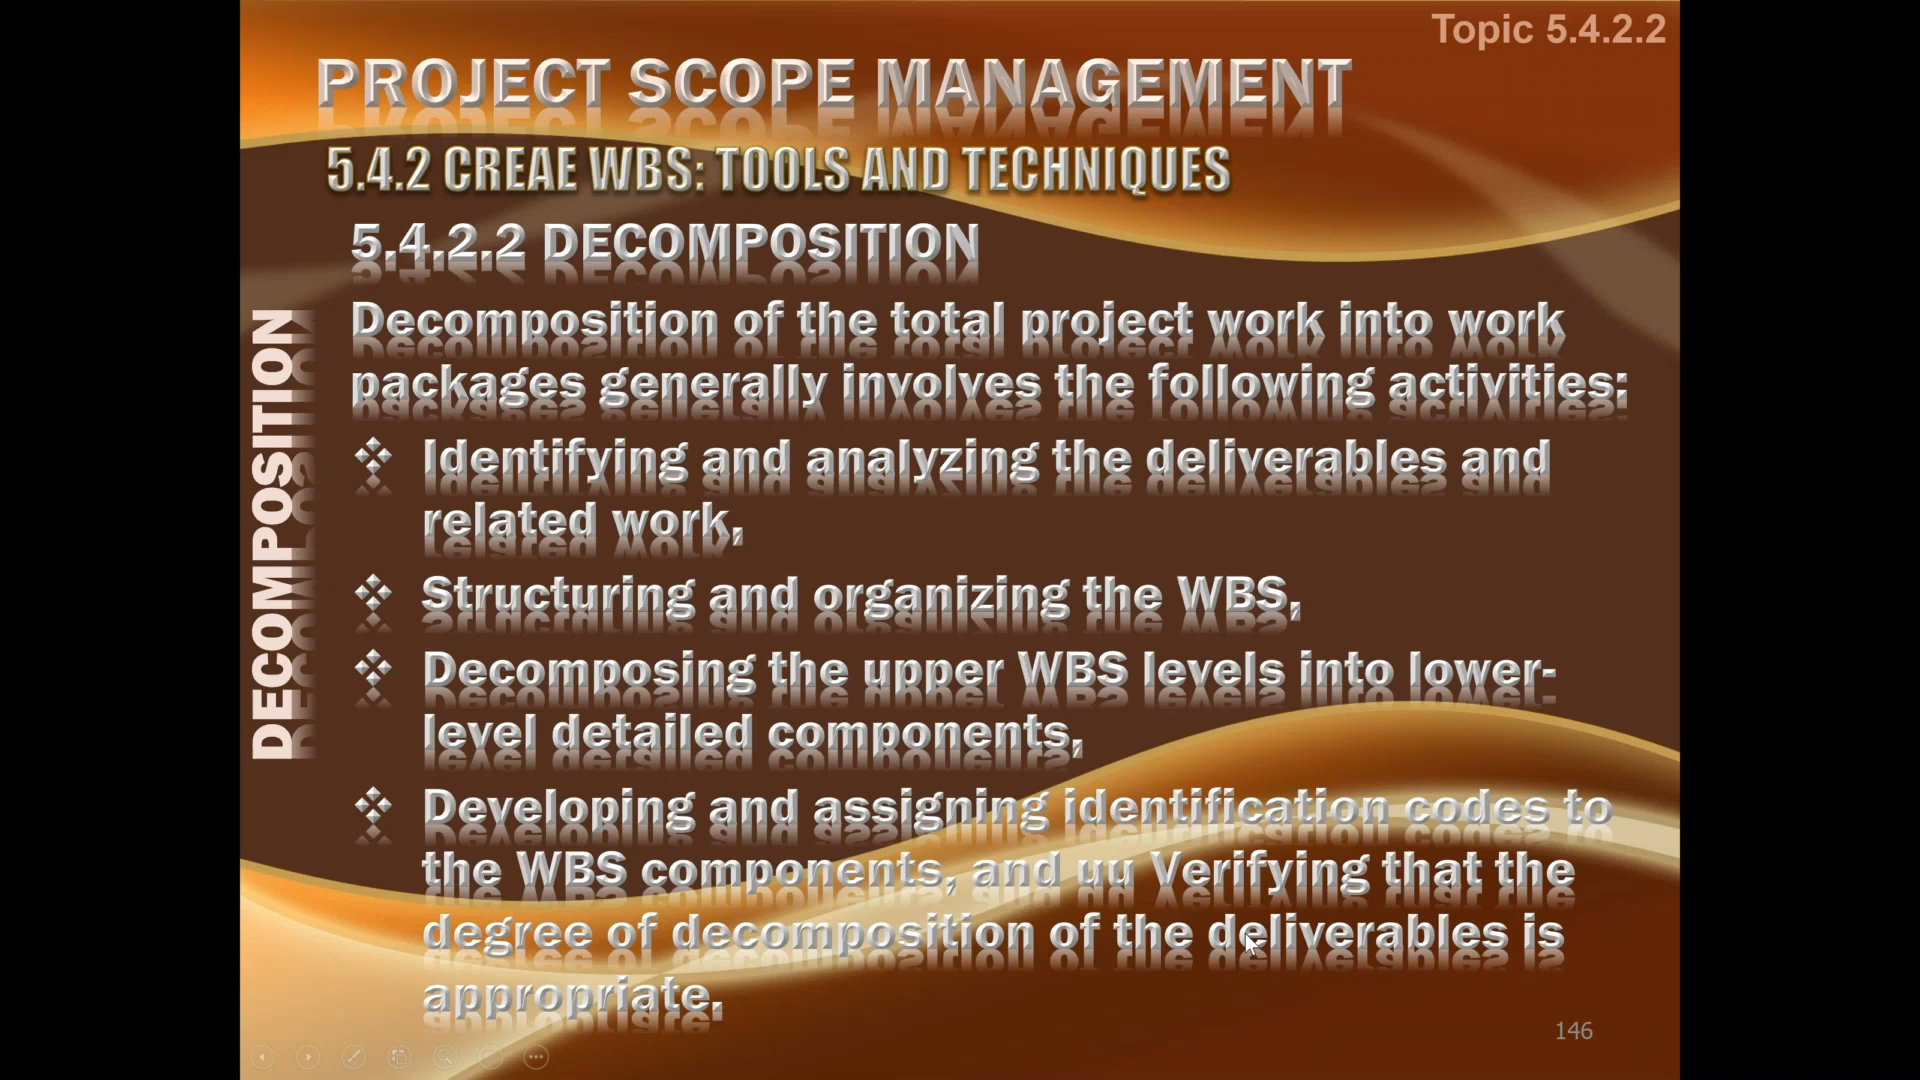 Topic 5.4.2.2
PROJECT SCOPE MANAGEMENT
5.4.2 CREAE WBS: TOOLS AND TECHNIQUES
5.4.2.2 DECOMPOSITION
DECOMPOSITION
Decomposition of the total project work into work
packages generally involves the following activities:
❖ Identifying and analyzing the deliverables and
related work,
❖ Structuring and organizing the WBS,
❖ Decomposing the upper WBS levels into lower-
level detailed components,
❖ Developing and assigning identification codes to
the WBS components, and uu Verifying that the
degree of decomposition of the deliverables is
appropriate.
146